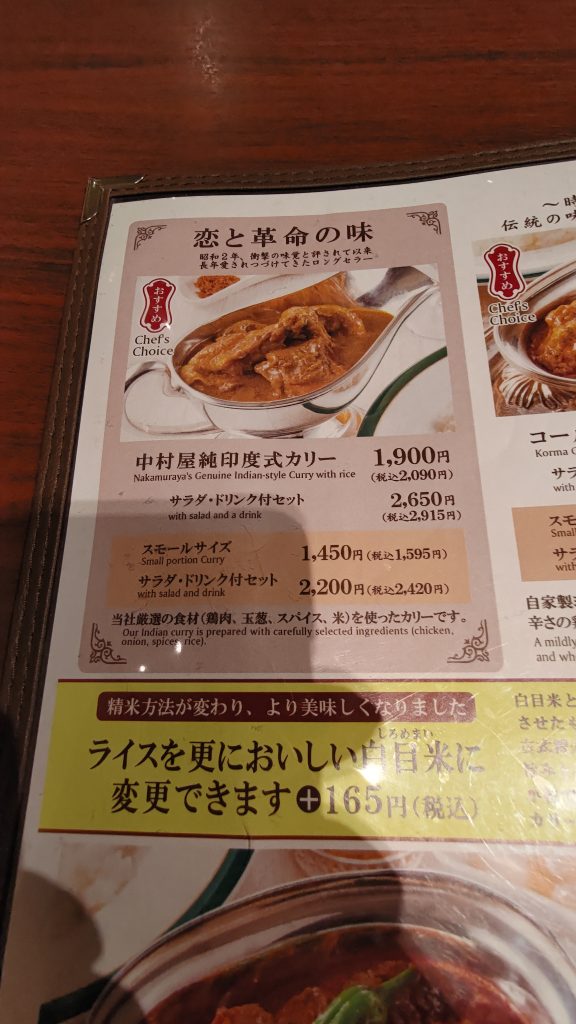 恋と革命の味
昭和2年、衝撃の味覚と評されて以来
長年愛されつづけてきたロングセラー
おすすめ
Chef's
Choice
中村屋純印度式カリー 1,900円
Nakamuraya's Genuine Indian-style Curry with rice (税込2,090円)
サラダ・ドリンク付セット 2,650円
with salad and a drink (税込2,915円)
スモールサイズ 1,450円(税込1,595円)
Small portion Curry
サラダ・ドリンク付セット 2,200円(税込2,420円)
with salad and drink
当社厳選の食材(鶏肉、玉葱、スパイス、米)を使ったカリーです。
Our Indian curry is prepared with carefully selected ingredients (chicken,
onion, spices, rice).
精米方法が変わり、より美味しくなりました
しろめまい
ライスを更においしい白目米に
変更できます+165円(税込)
〜時
伝統の味
おすすめ
Chef's
Choice
コー
Korma C
サラ
with
スモ
Small
サラ
with
自家製
辛さの
A mildly
and wh
白目米と
させた